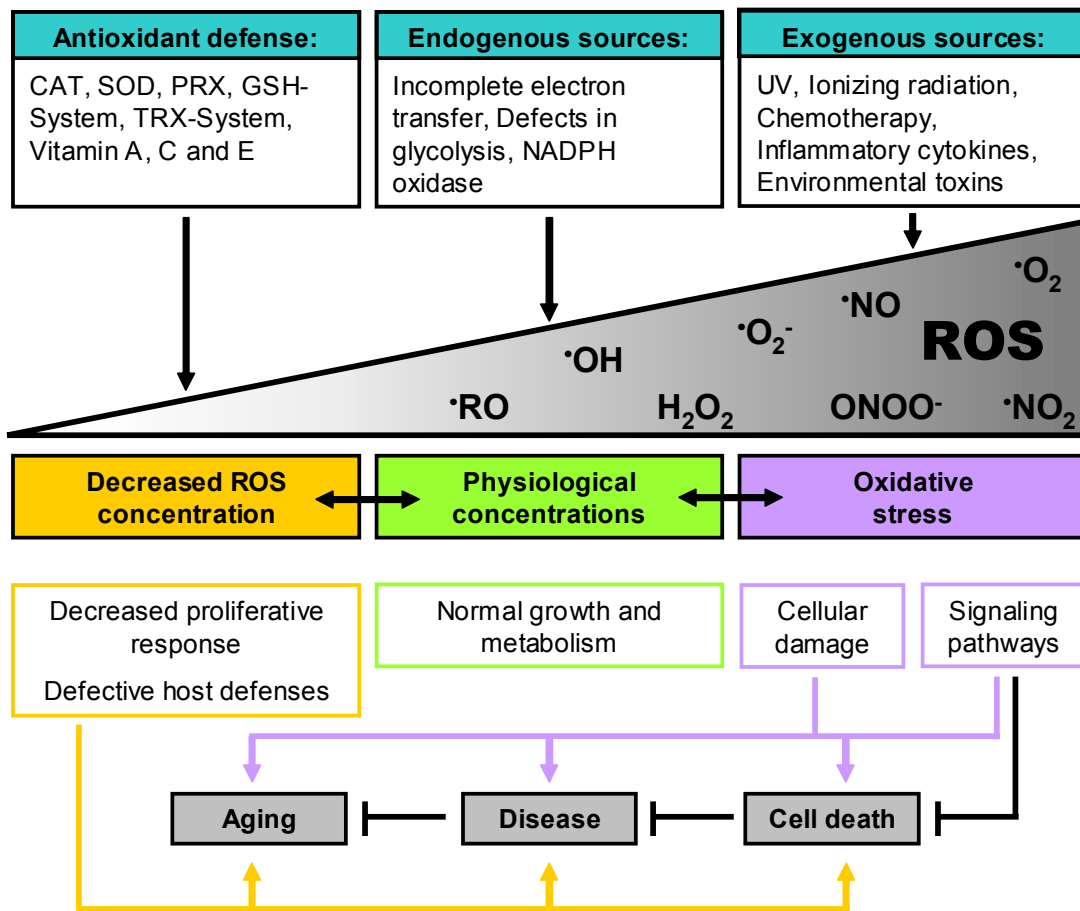 Antioxidant defense:
CAT, SOD, PRX, GSH-
System, TRX-System,
Vitamin A, C and E
Endogenous sources:
Incomplete electron
transfer, Defects in
glycolysis, NADPH
oxidase
Exogenous sources:
UV, Ionizing radiation,
Chemotherapy,
Inflammatory cytokines,
Environmental toxins
•O₂
•NO
•O₂⁻
ROS
•OH
•RO
H₂O₂
ONOO⁻
•NO₂
Decreased ROS
concentration
Physiological
concentrations
Oxidative
stress
Decreased proliferative
response
Defective host defenses
Normal growth and
metabolism
Cellular
damage
Signaling
pathways
Aging
Disease
Cell death